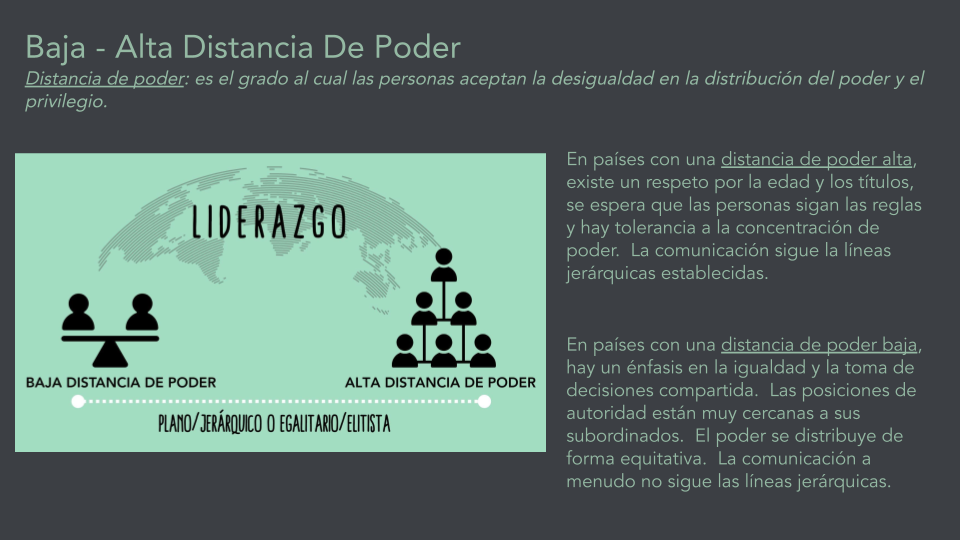 Baja - Alta Distancia De Poder
Distancia de poder: es el grado al cual las personas aceptan la desigualdad en la distribución del poder y el
privilegio.
LIDERAZGO
BAJA DISTANCIA DE PODER
ALTA DISTANCIA DE PODER
PLANO/JERÁRQUICO O EGALITARIO/ELITISTA
En países con una distancia de poder alta,
existe un respeto por la edad y los títulos,
se espera que las personas sigan las reglas
y hay tolerancia a la concentración de
poder.  La comunicación sigue la líneas
jerárquicas establecidas.
En países con una distancia de poder baja,
hay un énfasis en la igualdad y la toma de
decisiones compartida.  Las posiciones de
autoridad están muy cercanas a sus
subordinados.  El poder se distribuye de
forma equitativa.  La comunicación a
menudo no sigue las líneas jerárquicas.